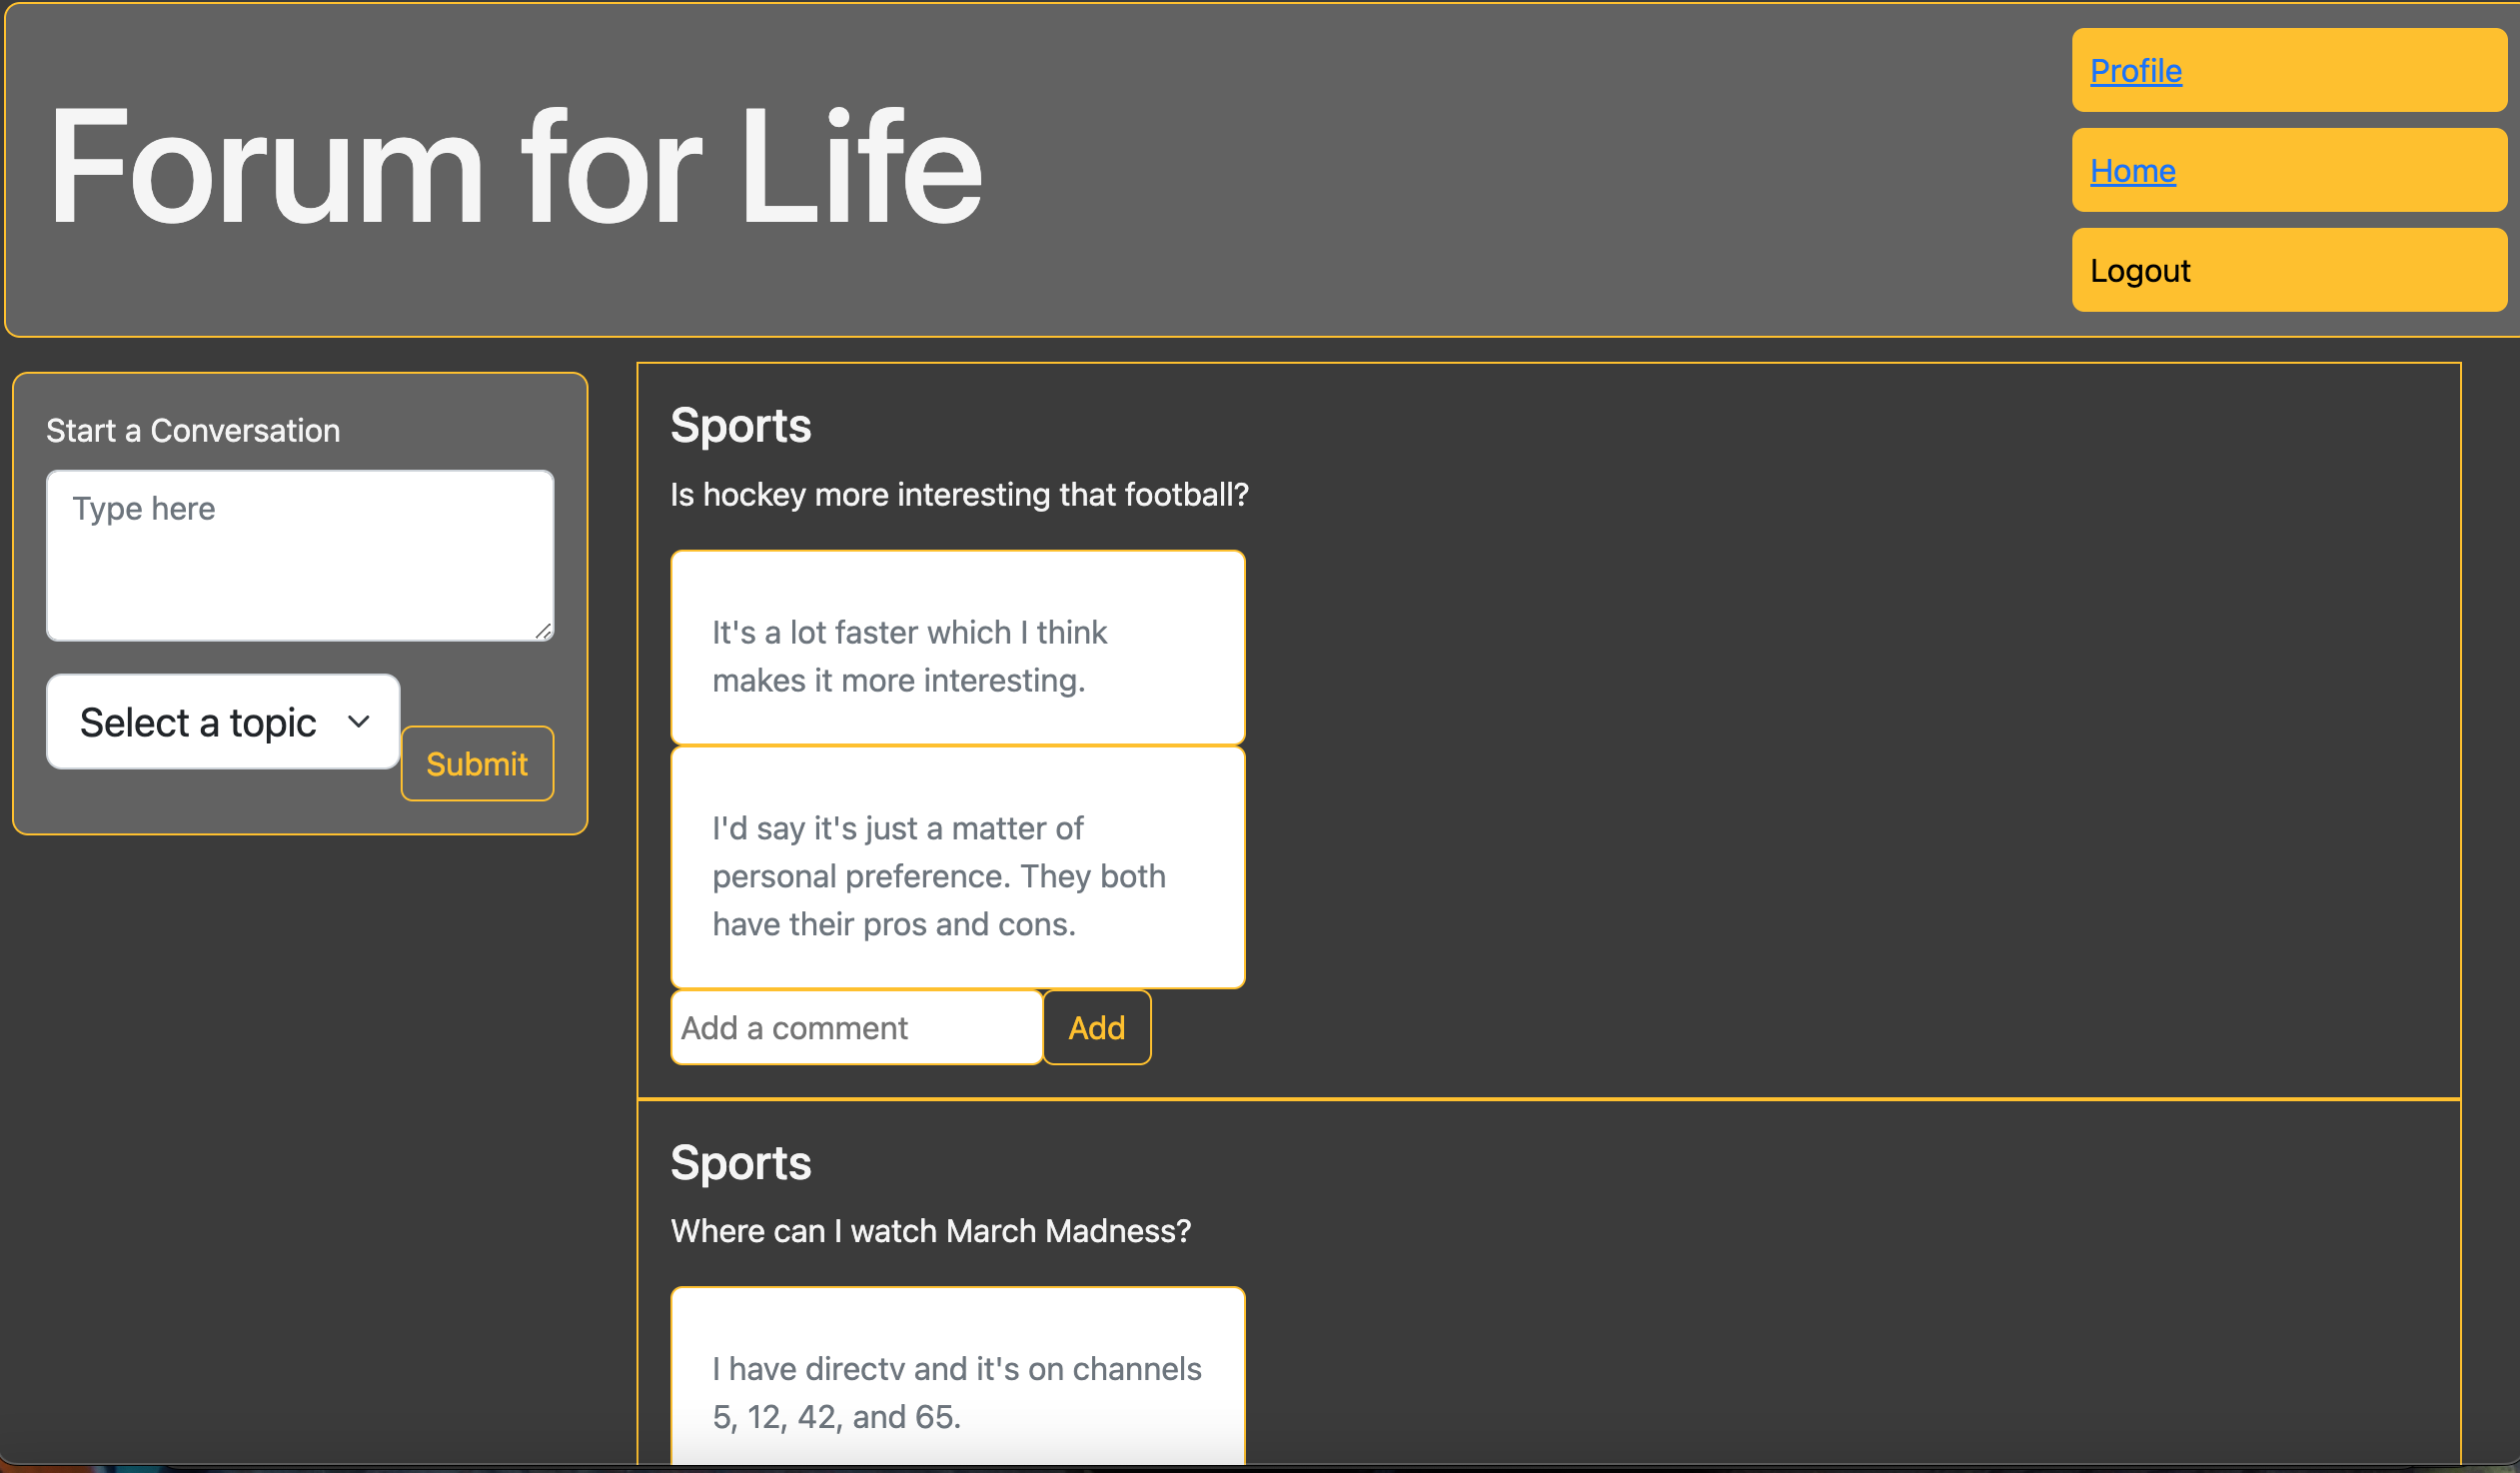 Forum for Life
Profile
Home
Logout
Start a Conversation
Type here
Select a topic
Submit
Sports
Is hockey more interesting that football?
It's a lot faster which I think
makes it more interesting.
I'd say it's just a matter of
personal preference. They both
have their pros and cons.
Add a comment
Add
Sports
Where can I watch March Madness?
I have directv and it's on channels
5, 12, 42, and 65.